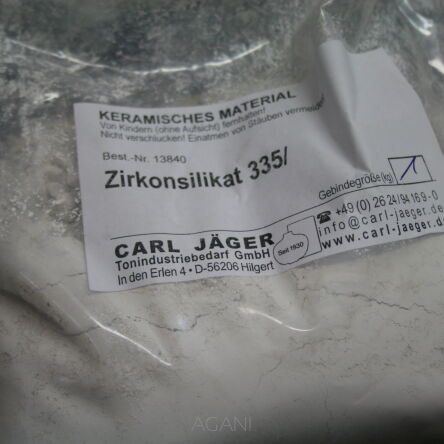 KERAMISCHES MATERIAL
Von Kindern (ohne Aufsicht) fernhalten!
Nicht verschlucken! Einatmen von Stäuben vermeiden!
Best.-Nr. 13840
Zirkonsilikat 335/
Gebindegröße (kg) 1
CARL JÄGER
Tonindustriebedarf GmbH
In den Erlen 4 • D-56206 Hilgert
Seit 1930
☎ +49 (0) 26 24/94 16 9-0
info@carl-jaeger.de
www.carl-jaeger.d
AGANI